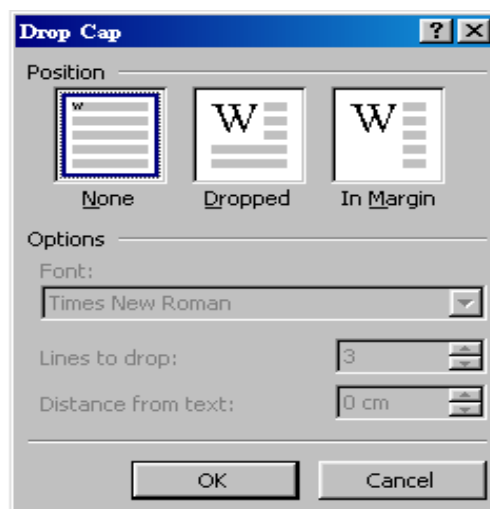 Drop Cap
Position
W W W
None Dropped In Margin
Options
Font:
Times New Roman
Lines to drop: 3
Distance from text: 0 cm
OK Cancel